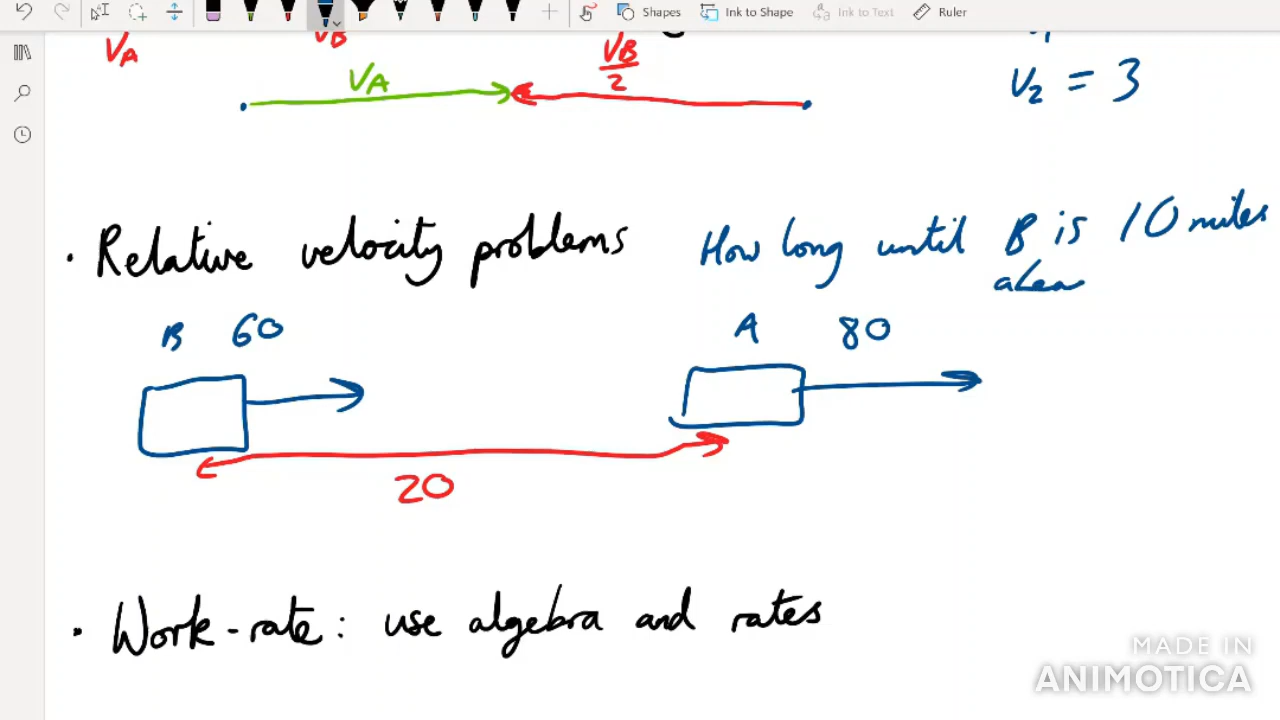 Shapes Ink to Shape Ink to Text Ruler
VA VB VB
2
VA
V2 = 3
• Relative velocity problems How long until B is 10 miles
B 60 A 80
20
• Work-rate: use algebra and rates
MADE IN
ANIMOTICA